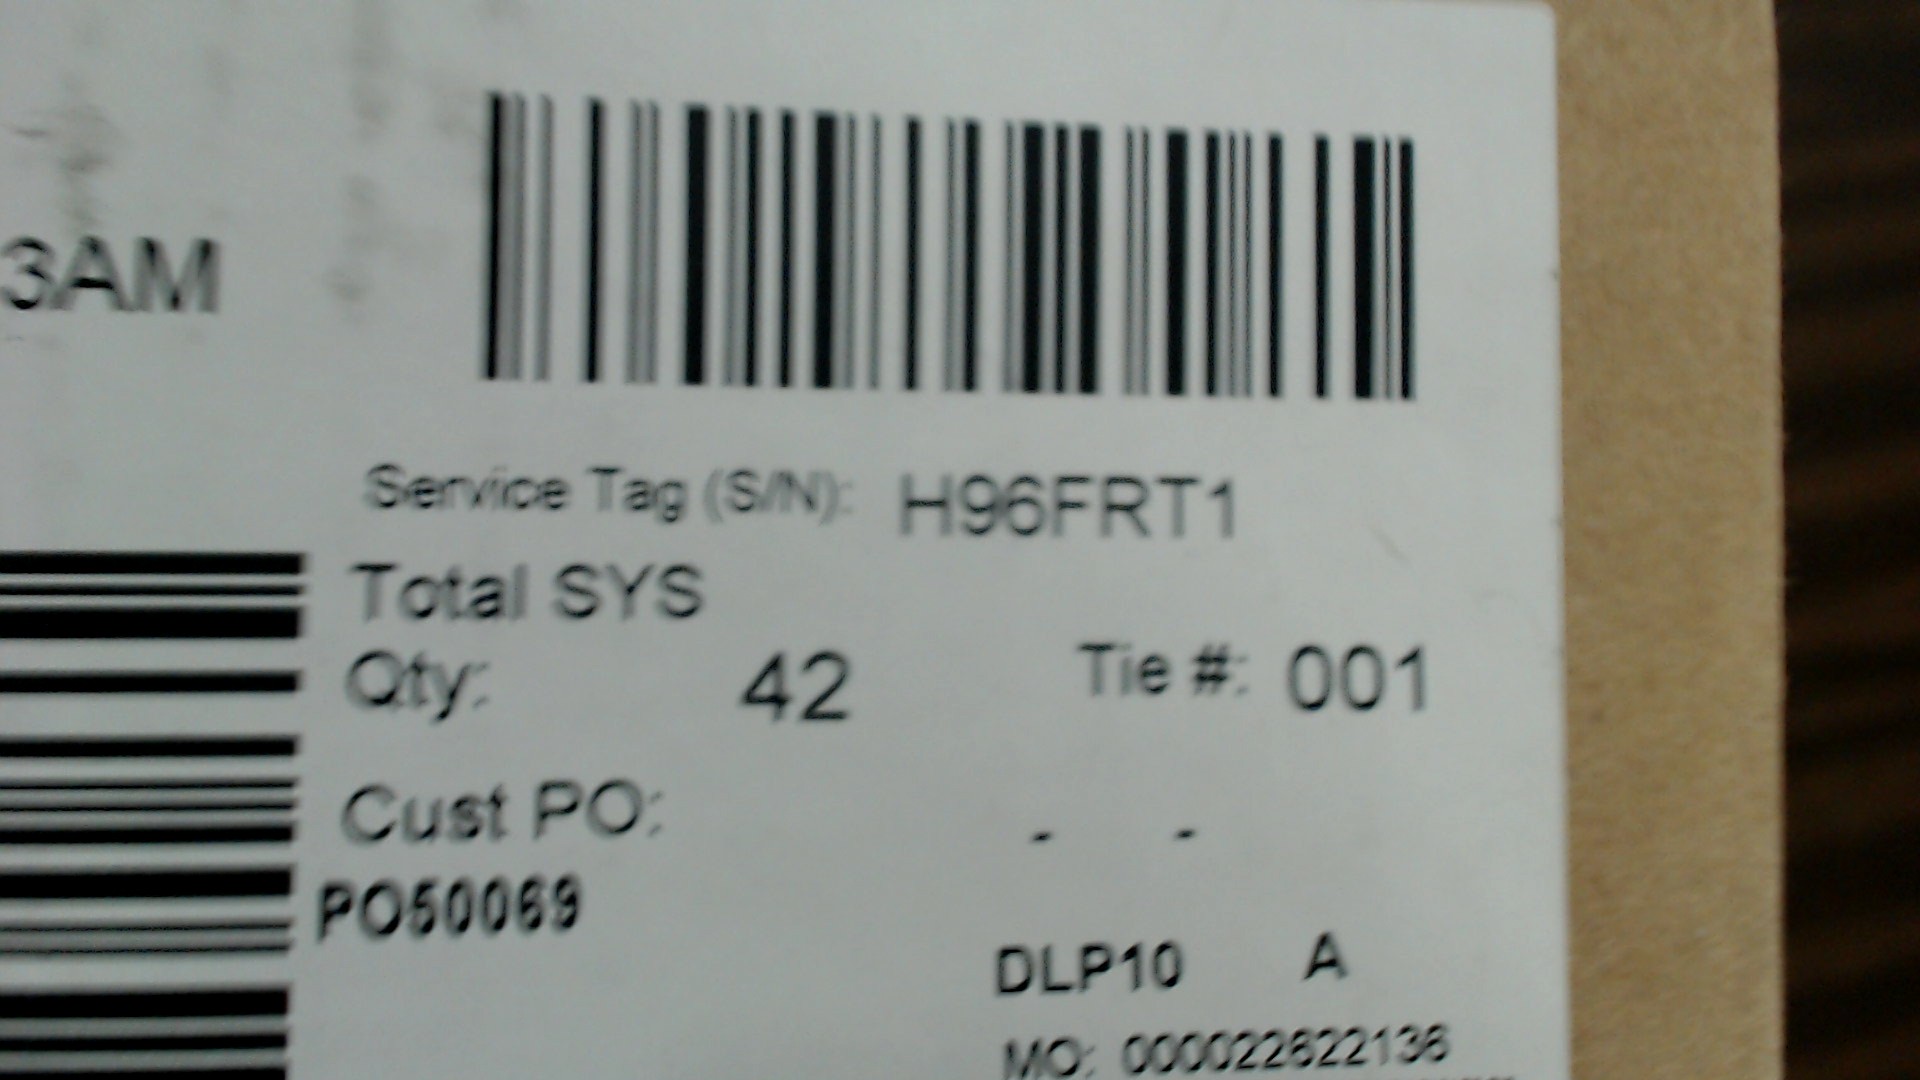 3AM
Service Tag (S/N): H96FRT1
Total SYS
Qty: 42 Tie #: 001
Cust PO: - -
PO50069
DLP10 A
MO: 000022622136